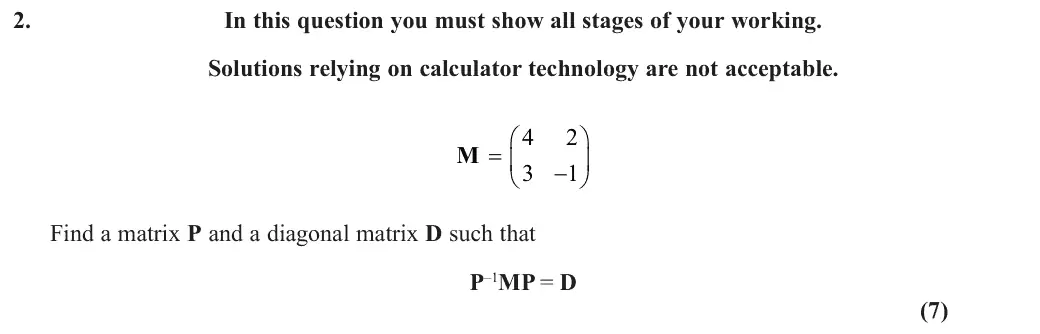 2. In this question you must show all stages of your working.
Solutions relying on calculator technology are not acceptable.
M = (4 2
3 −1)
Find a matrix P and a diagonal matrix D such that
P⁻¹MP = D
(7)